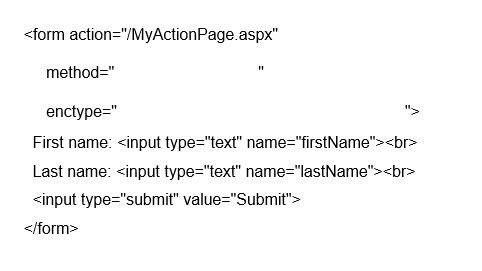 <form action="/MyActionPage.aspx"
method=" "
enctype=" ">
First name: <input type="text" name="firstName"><br>
Last name: <input type="text" name="lastName"><br>
<input type="submit" value="Submit">
</form>